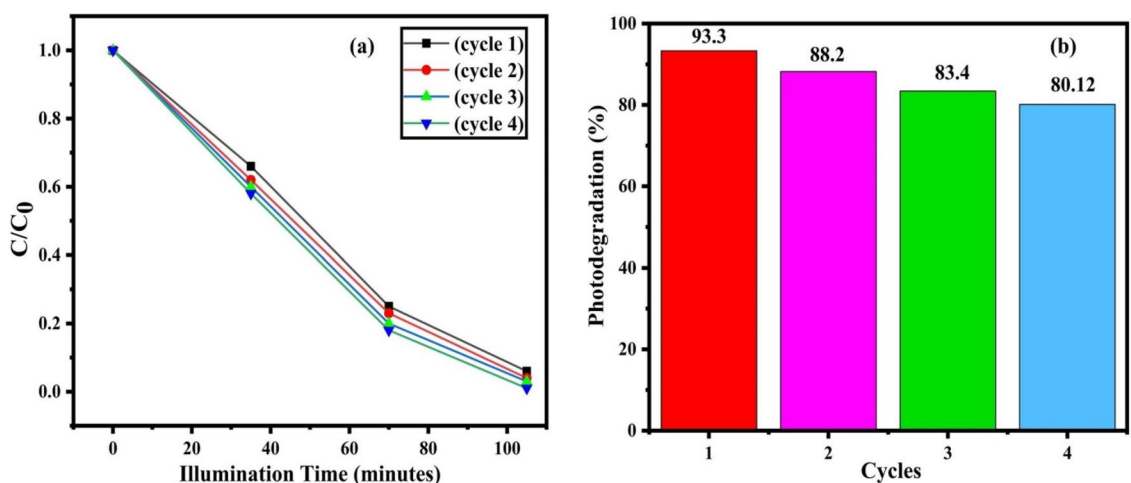 (a)
(cycle 1)
(cycle 2)
(cycle 3)
(cycle 4)
C/C0
1.0
0.8
0.6
0.4
0.2
0.0
0 20 40 60 80 100
Illumination Time (minutes)
(b)
Photodegradation (%)
100
80
60
40
20
0
93.3
88.2
83.4
80.12
1 2 3 4
Cycles